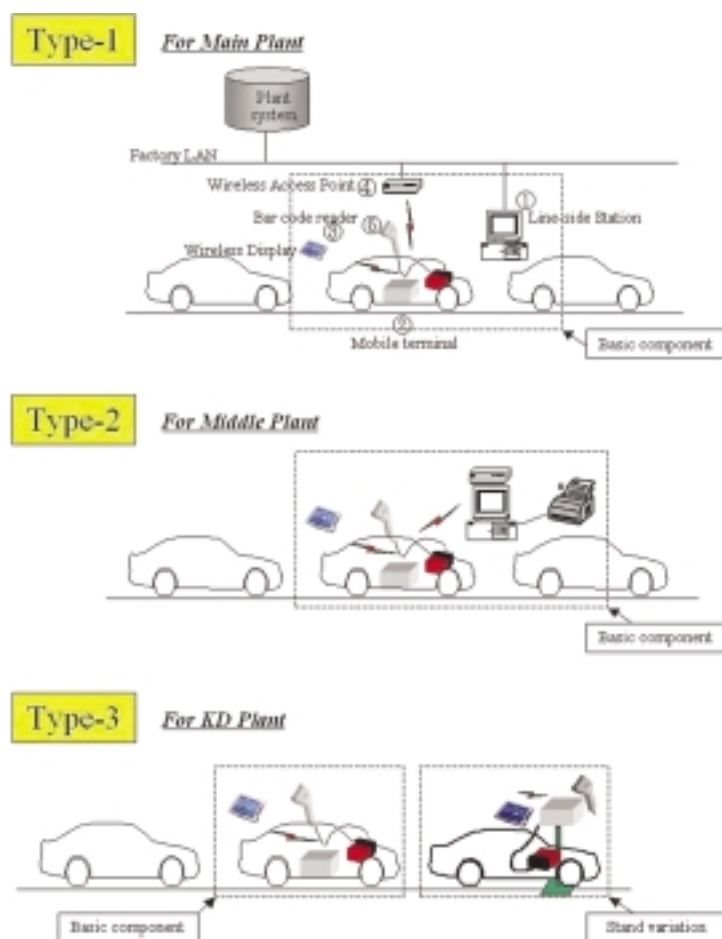 Type-1
For Main Plant
Plant
system
Factory LAN
Wireless Access Point ④
①
Bar code reader ⑤
③
Line-side Station
Wireless Display
②
Mobile terminal
Basic component
Type-2
For Middle Plant
Basic component
Type-3
For KD Plant
Basic component
Stand variation